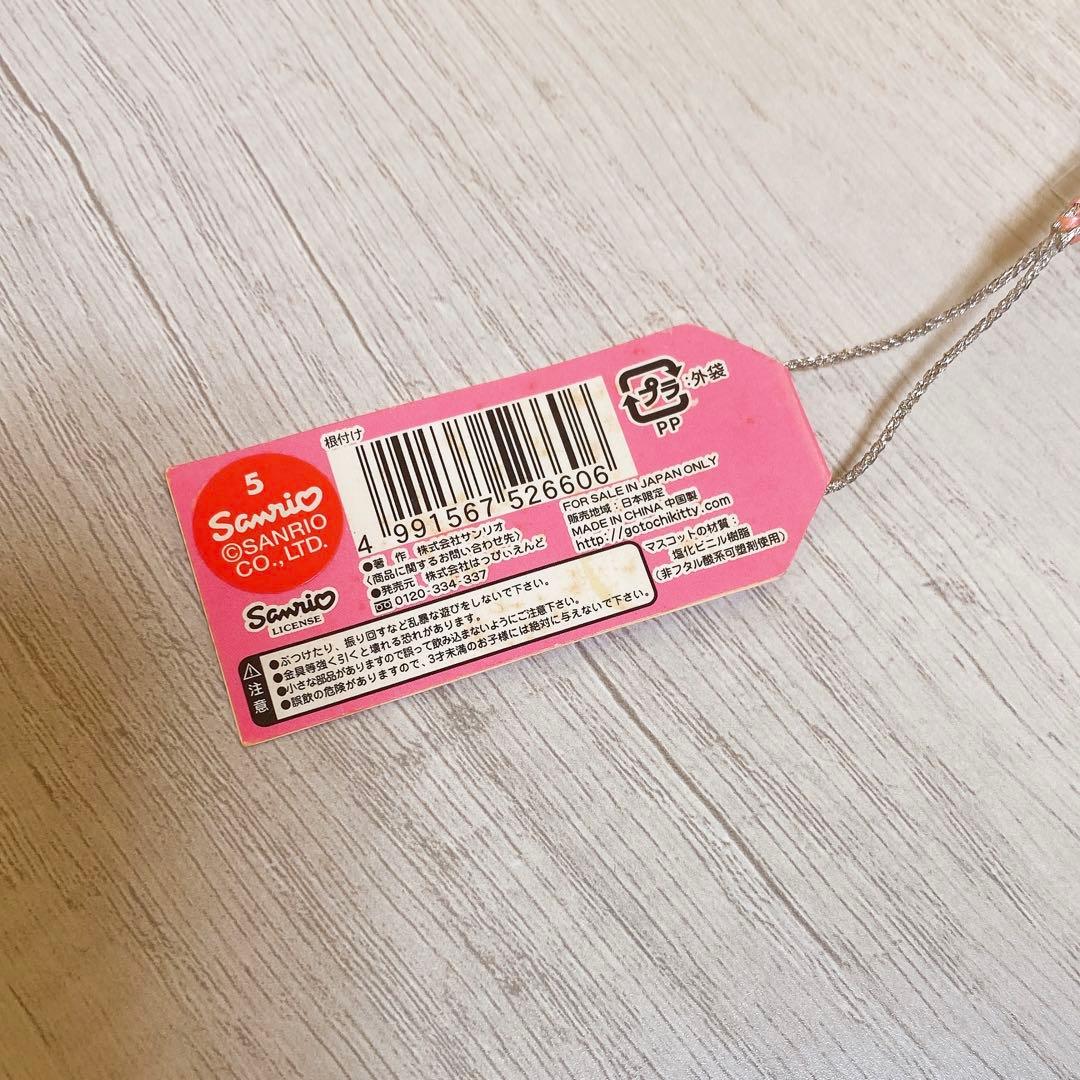 5
Sanrio
©SANRIO
CO.,LTD.
Sanrio
LICENSE
根付け
4 991567 526606
プラ:外袋
PP
●著 作 株式会社サンリオ
〈商品に関するお問い合わせ先〉
●発売元 株式会社はっぴぃえんど
0120-334-337
FOR SALE IN JAPAN ONLY
販売地域:日本限定
MADE IN CHINA 中国製
http://gotochikitty.com
マスコットの材質:
塩化ビニル樹脂
(非フタル酸系可塑剤使用)
注意
●ぶつけたり、振り回すなど乱暴な遊びをしないで下さい。
●金具等強く引くと壊れる恐れがあります。
●小さな部品がありますので誤って飲み込まないようにご注意下さい。
●誤飲の危険がありますので、3才未満のお子様には絶対に与えないで下さい。